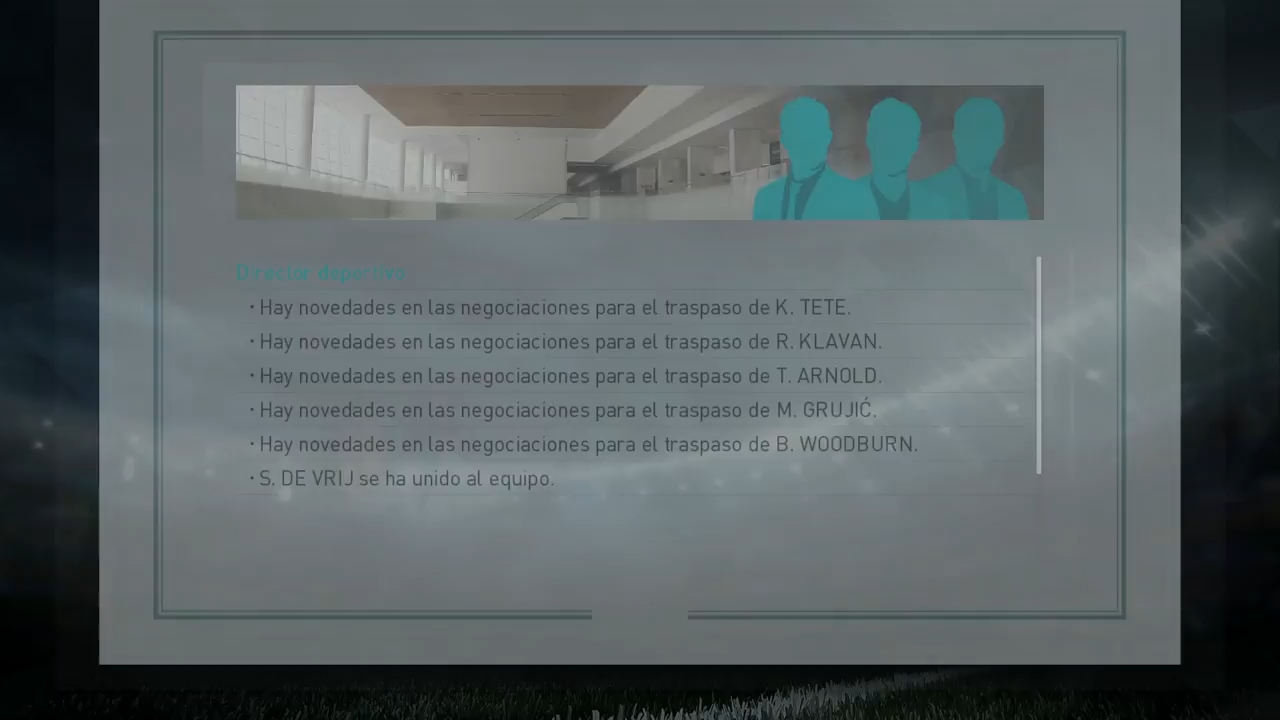 Director deportivo
· Hay novedades en las negociaciones para el traspaso de K. TETE.
· Hay novedades en las negociaciones para el traspaso de R. KLAVAN.
· Hay novedades en las negociaciones para el traspaso de T. ARNOLD.
· Hay novedades en las negociaciones para el traspaso de M. GRUJIĆ.
· Hay novedades en las negociaciones para el traspaso de B. WOODBURN.
· S. DE VRIJ se ha unido al equipo.